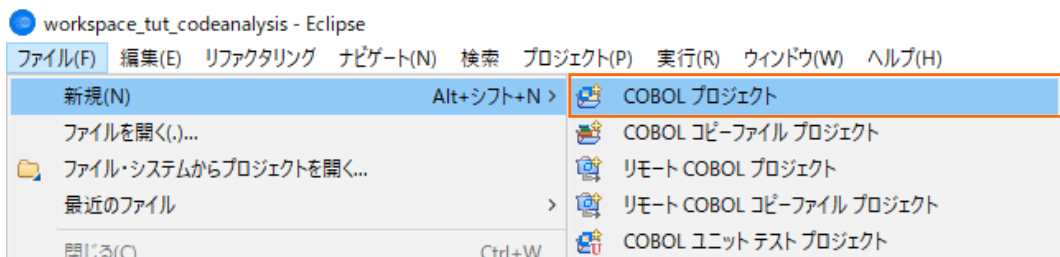 workspace_tut_codeanalysis - Eclipse
ファイル(F) 編集(E) リファクタリング ナビゲート(N) 検索 プロジェクト(P) 実行(R) ウィンドウ(W) ヘルプ(H)
新規(N) Alt+シフト+N > COBOL プロジェクト
ファイルを開く(.)... COBOL コピーファイル プロジェクト
ファイル・システムからプロジェクトを開く... リモート COBOL プロジェクト
最近のファイル > リモート COBOL コピーファイル プロジェクト
閉じる(C) Ctrl+W COBOL ユニット テスト プロジェクト